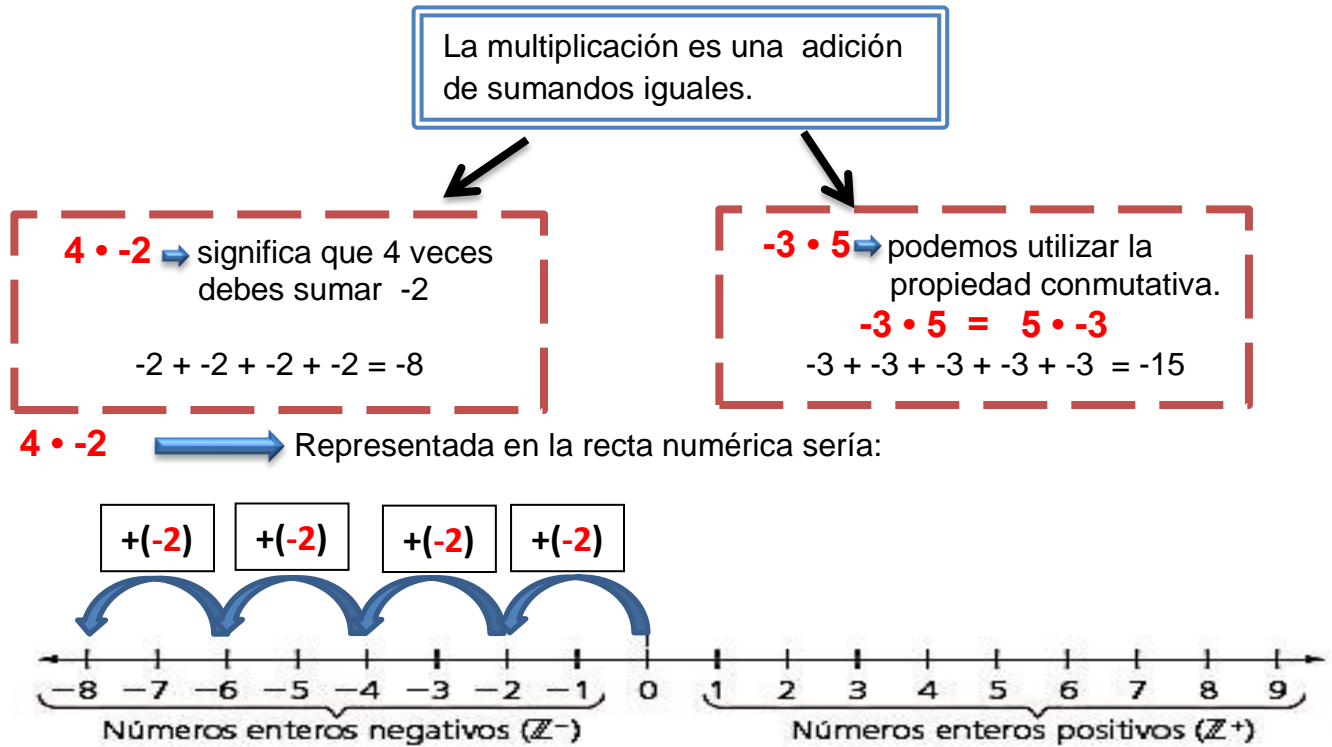 La multiplicación es una adición
de sumandos iguales.
4 • -2 significa que 4 veces
debes sumar -2
-2 + -2 + -2 + -2 = -8
-3 • 5 podemos utilizar la
propiedad conmutativa.
-3 • 5 = 5 • -3
-3 + -3 + -3 + -3 + -3 = -15
4 • -2 Representada en la recta numérica sería:
+(-2) +(-2) +(-2) +(-2)
−8 −7 −6 −5 −4 −3 −2 −1 0 1 2 3 4 5 6 7 8 9
Números enteros negativos (ℤ−) Números enteros positivos (ℤ+)